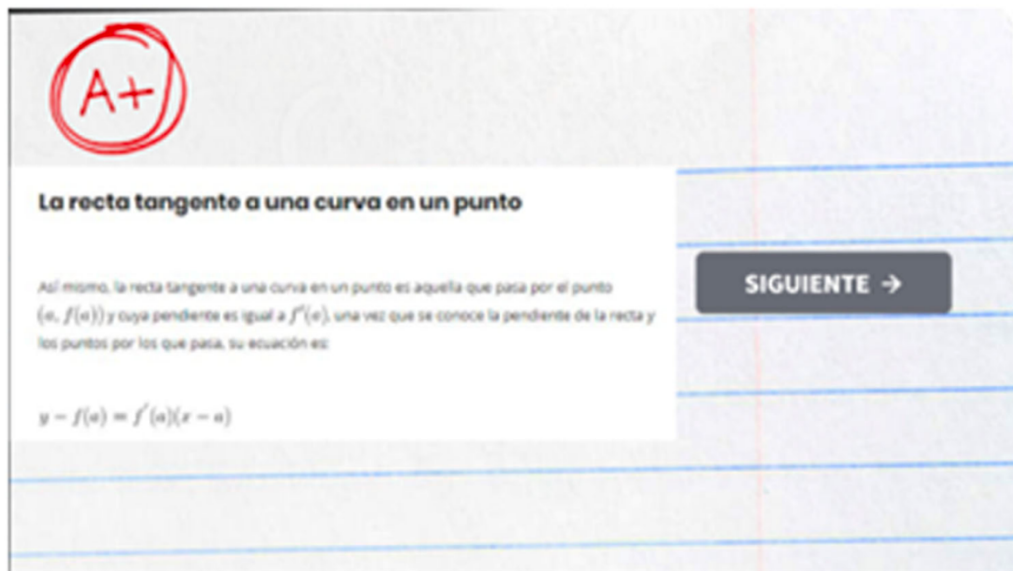 A+
La recta tangente a una curva en un punto
Así mismo, la recta tangente a una curva en un punto es aquella que pasa por el punto
(a, f(a)) y cuya pendiente es igual a f'(a), una vez que se conoce la pendiente de la recta y
los puntos por los que pasa, su ecuación es:
y − f(a) = f'(a)(x − a)
SIGUIENTE →